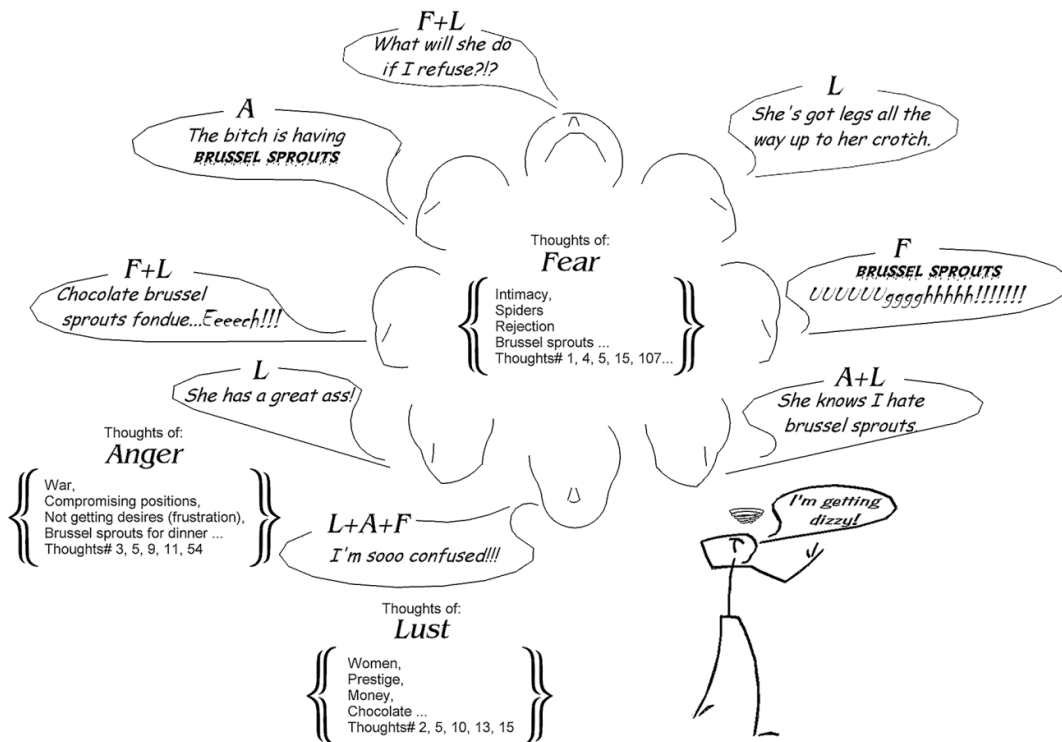 F+L
What will she do
if I refuse?!?
A
The bitch is having
BRUSSEL SPROUTS
L
She's got legs all the
way up to her crotch.
F+L
Chocolate brussel
sprouts fondue...Eeeech!!!
Thoughts of:
Fear
Intimacy,
Spiders
Rejection
Brussel sprouts ...
Thoughts# 1, 4, 5, 15, 107...
F
BRUSSEL SPROUTS
UUUUUUgggghhhhh!!!!!!!
L
She has a great ass!
A+L
She knows I hate
brussel sprouts.
Thoughts of:
Anger
War,
Compromising positions,
Not getting desires (frustration),
Brussel sprouts for dinner ...
Thoughts# 3, 5, 9, 11, 54
L+A+F
I'm sooo confused!!!
I'm getting
dizzy!
Thoughts of:
Lust
Women,
Prestige,
Money,
Chocolate ...
Thoughts# 2, 5, 10, 13, 15